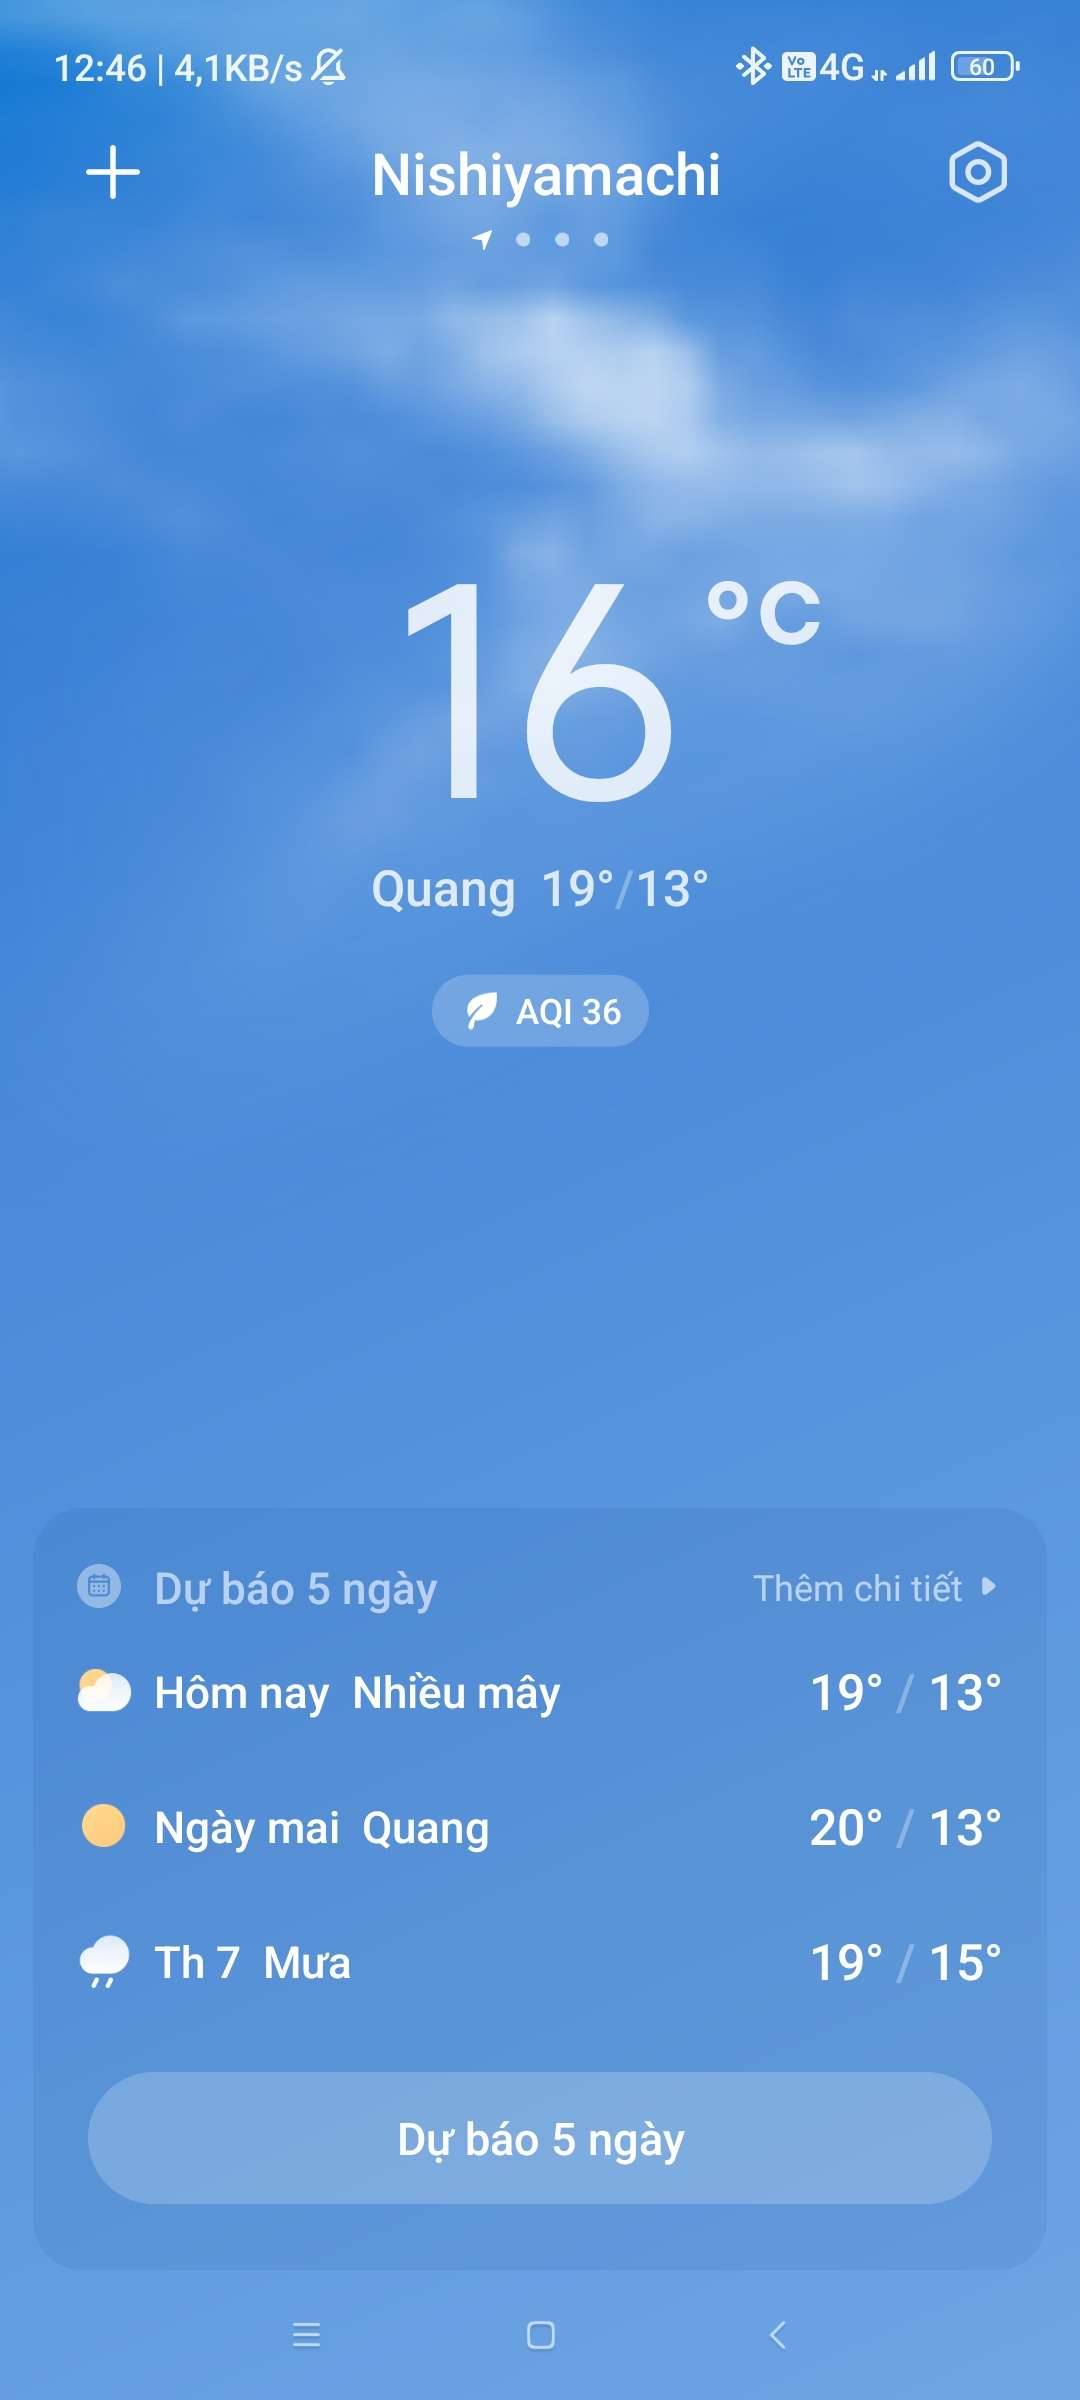 12:46 | 4,1KB/s Vo LTE 4G 60
Nishiyamachi
16 °C
Quang 19°/13°
AQI 36
Dự báo 5 ngày Thêm chi tiết
Hôm nay Nhiều mây 19° / 13°
Ngày mai Quang 20° / 13°
Th 7 Mưa 19° / 15°
Dự báo 5 ngày